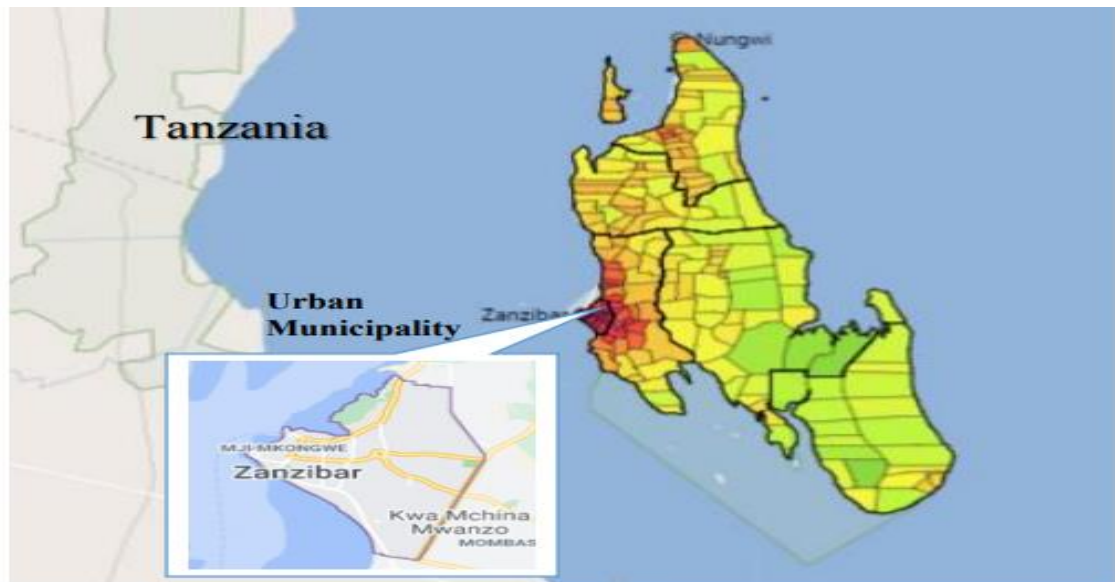 Nungwi
Tanzania
Urban
Municipality
Zanzibar
MJI-MKONGWE
Zanzibar
Kwa Mchina
Mwanzo
MOMBAS